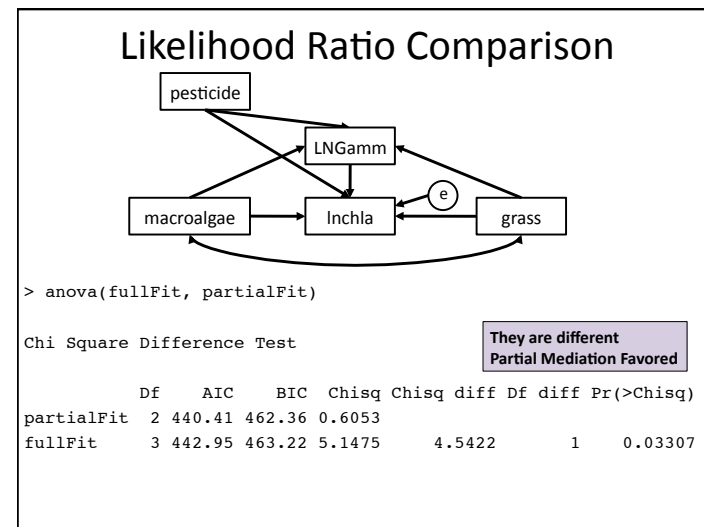 Likelihood Ratio Comparison
pesticide
LNGamm
e
macroalgae
lnchla
grass
> anova(fullFit, partialFit)
Chi Square Difference Test
They are different
Partial Mediation Favored
Df AIC BIC Chisq Chisq diff Df diff Pr(>Chisq)
partialFit 2 440.41 462.36 0.6053
fullFit 3 442.95 463.22 5.1475 4.5422 1 0.03307